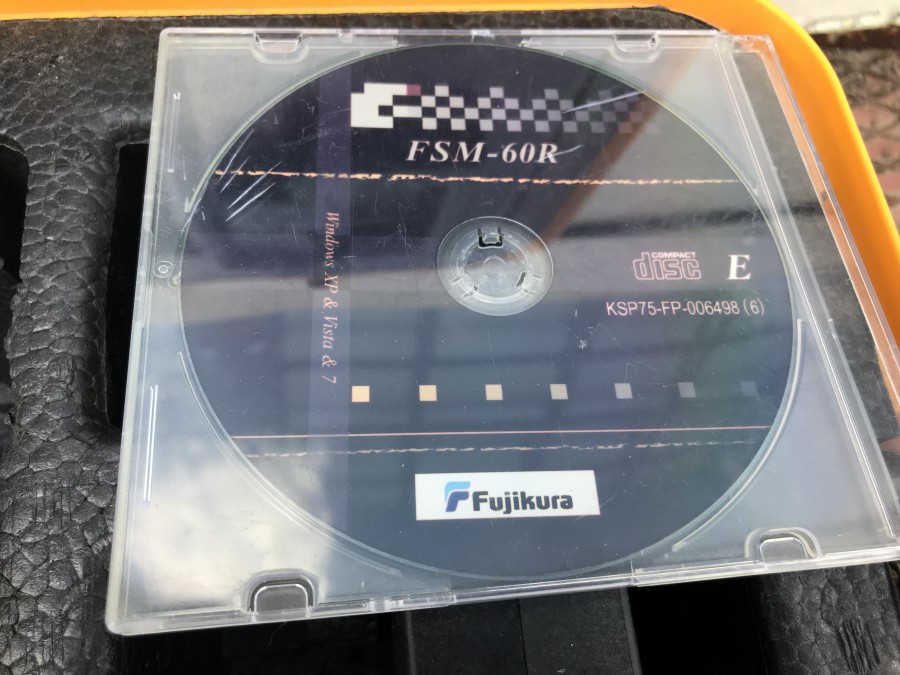 FSM-60R
Windows XP & Vista & 7
COMPACT
disc
E
KSP75-FP-006498 (6)
Fujikura